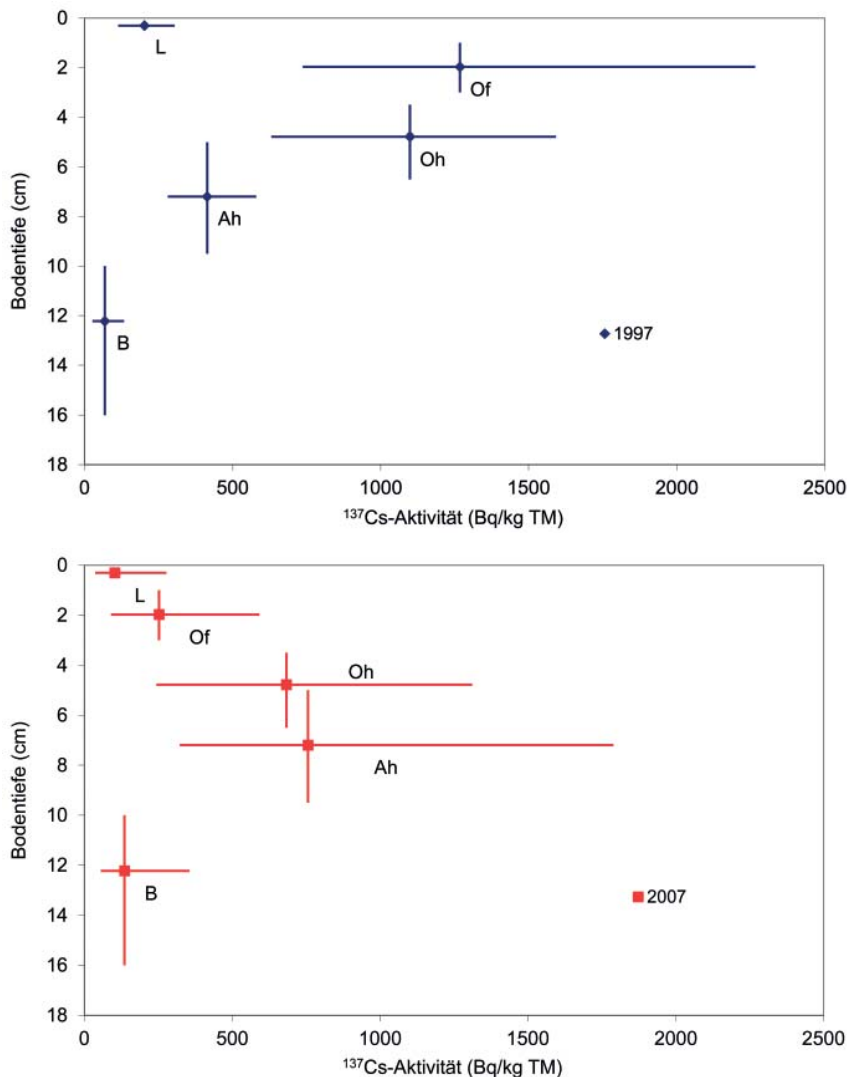 0
2
4
6
8
10
12
14
16
18
Bodentiefe (cm)
L
Of
Oh
Ah
B
1997
0 500 1000 1500 2000 2500
¹³⁷Cs-Aktivität (Bq/kg TM)
0
2
4
6
8
10
12
14
16
18
Bodentiefe (cm)
L
Of
Oh
Ah
B
2007
0 500 1000 1500 2000 2500
¹³⁷Cs-Aktivität (Bq/kg TM)